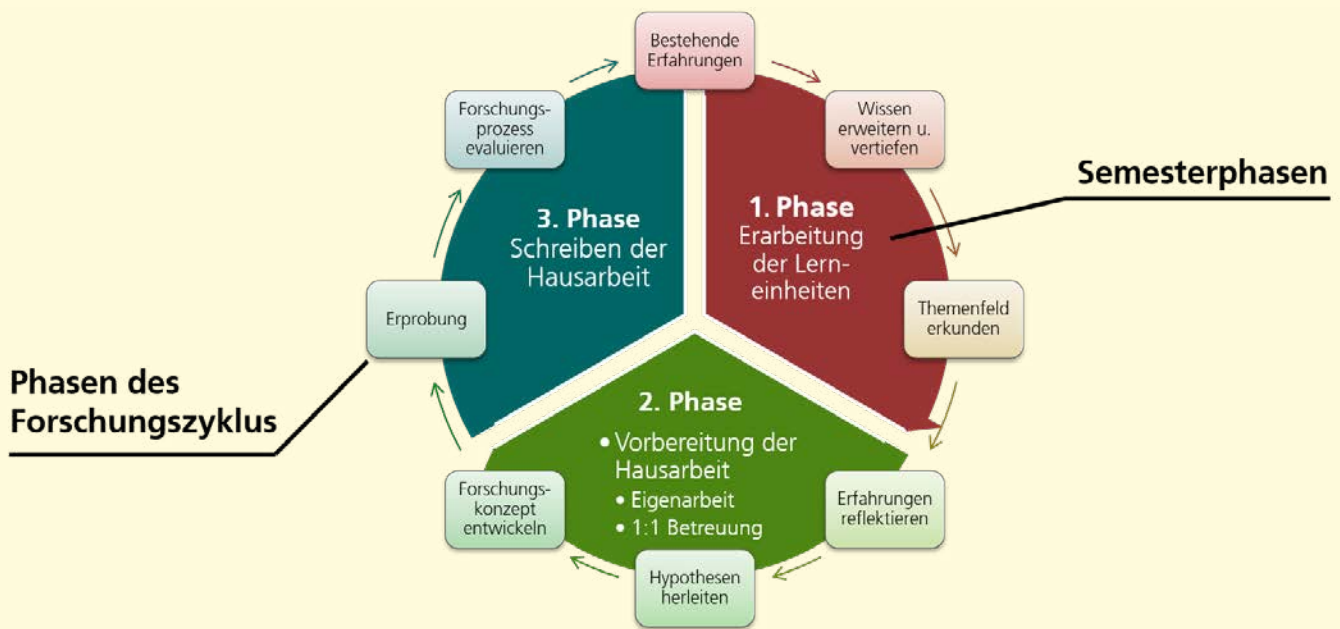 Bestehende
Erfahrungen
Wissen
erweitern u.
vertiefen
Themenfeld
erkunden
Erfahrungen
reflektieren
Hypothesen
herleiten
Forschungs-
konzept
entwickeln
Erprobung
Forschungs-
prozess
evaluieren
1. Phase
Erarbeitung
der Lern-
einheiten
2. Phase
• Vorbereitung der
Hausarbeit
• Eigenarbeit
• 1:1 Betreuung
3. Phase
Schreiben der
Hausarbeit
Semesterphasen
Phasen des
Forschungszyklus